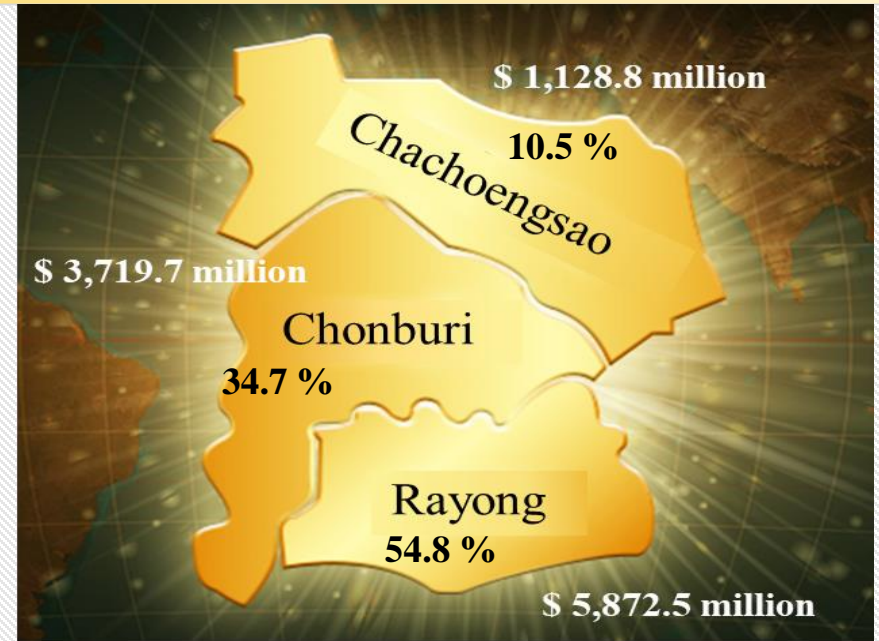 $ 1,128.8 million
10.5 %
Chachoengsao
$ 3,719.7 million
Chonburi
34.7 %
Rayong
54.8 %
$ 5,872.5 million